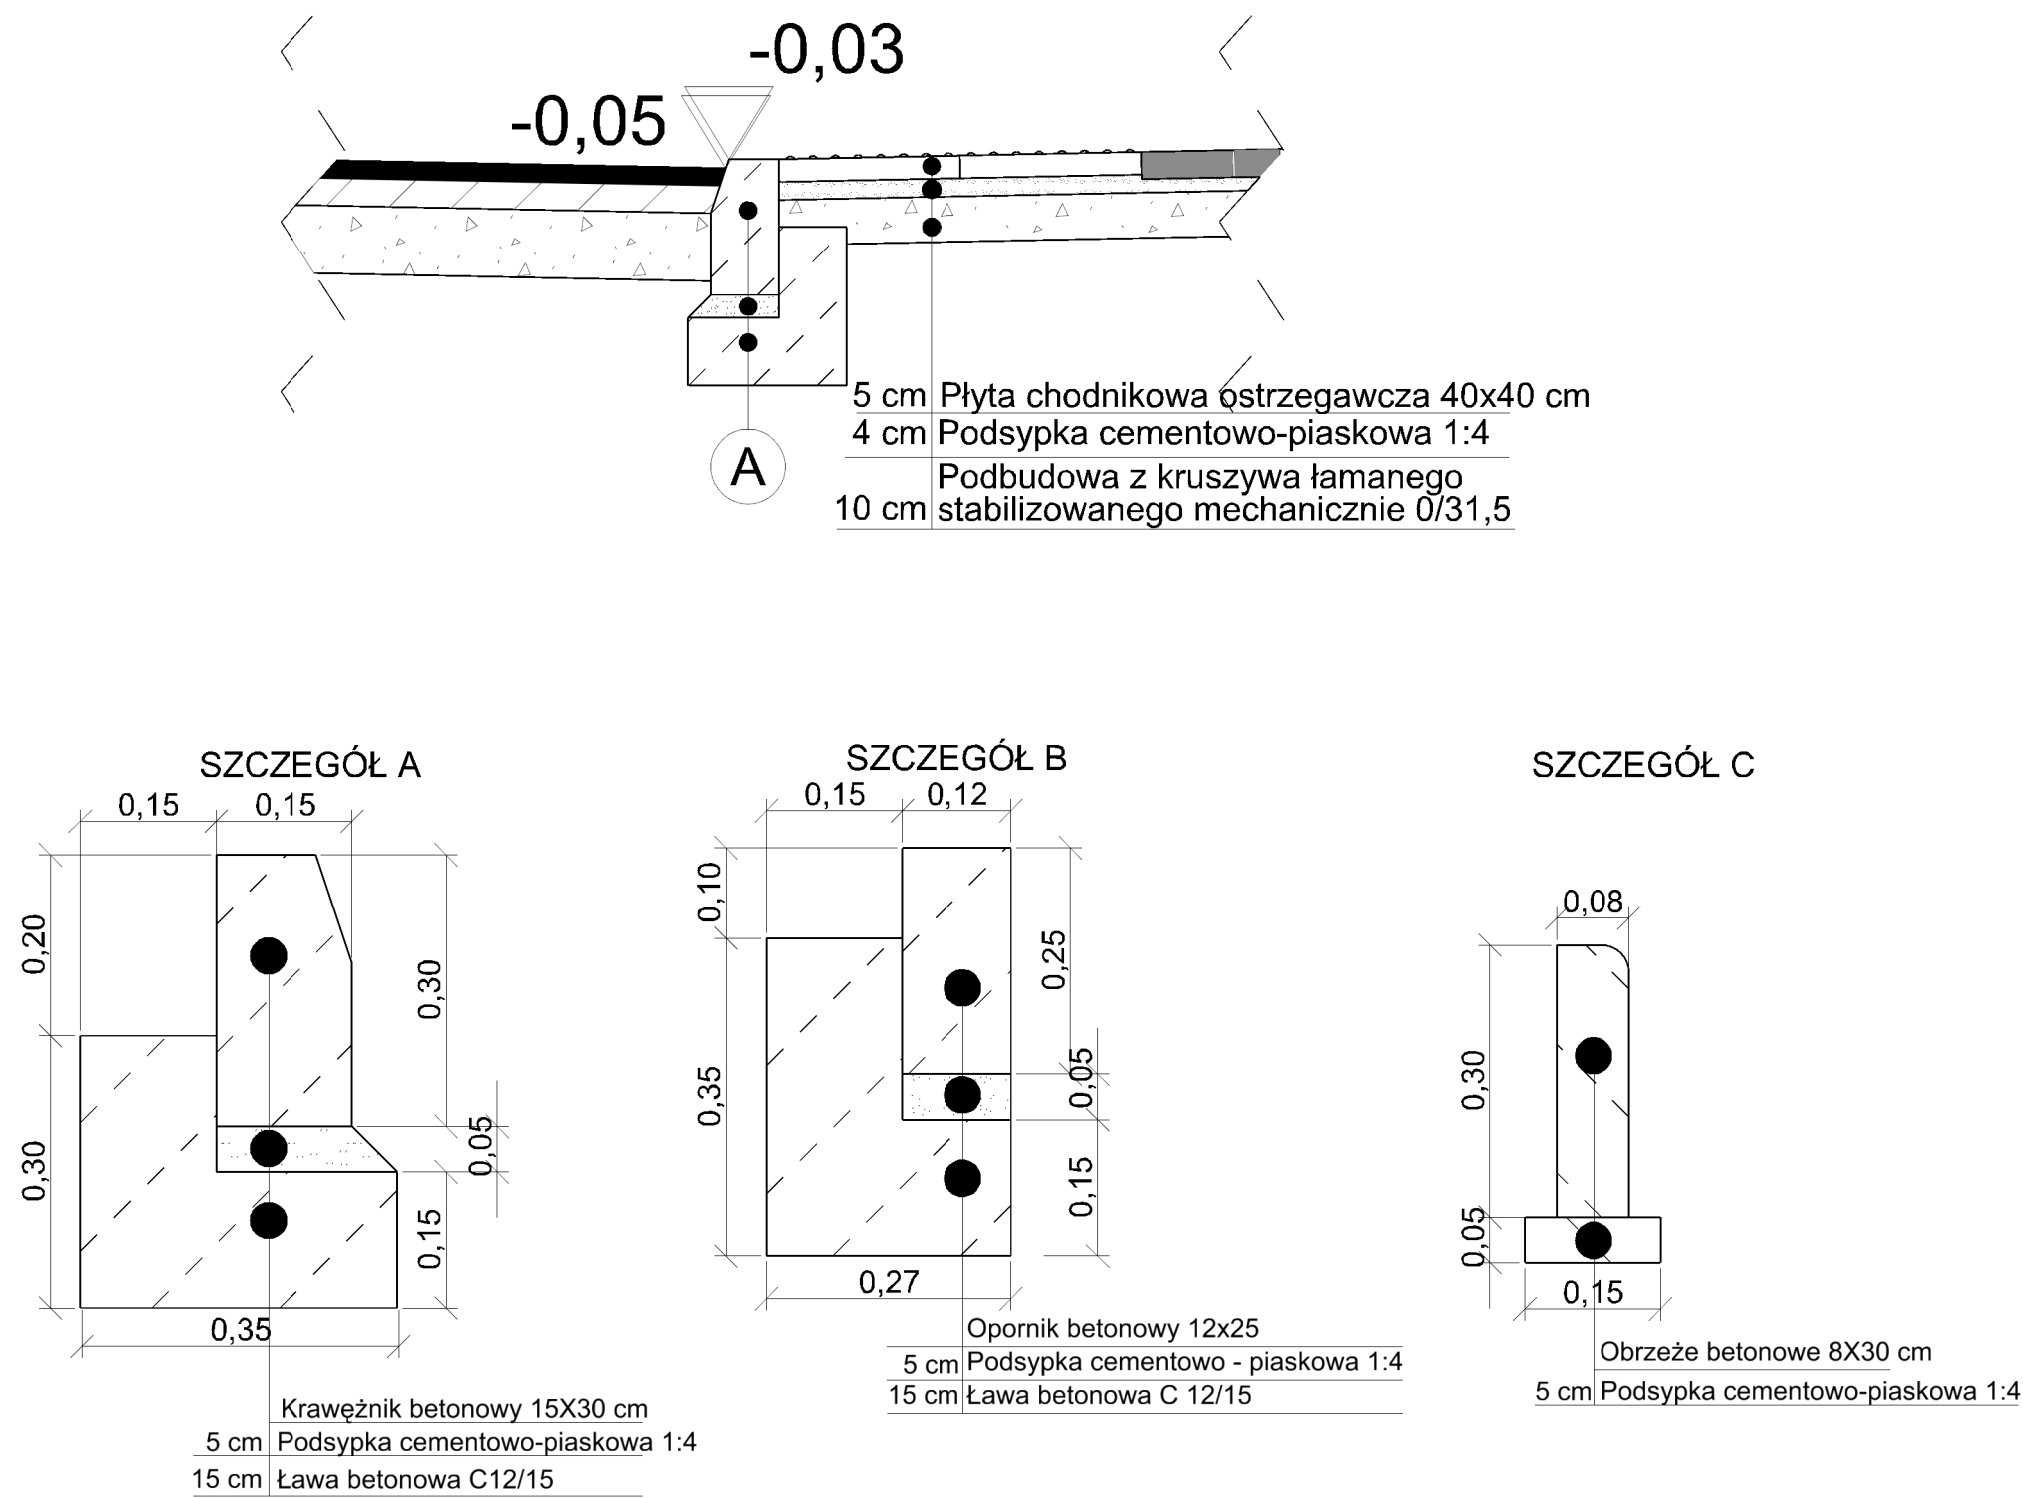 -0,03
-0,05
5 cm Płyta chodnikowa ostrzegawcza 40x40 cm
4 cm Podsypka cementowo-piaskowa 1:4
Podbudowa z kruszywa łamanego
10 cm stabilizowanego mechanicznie 0/31,5
A
SZCZEGÓŁ A
0,15 0,15
0,20
0,30
0,30
0,05
0,15
0,35
Krawężnik betonowy 15X30 cm
5 cm Podsypka cementowo-piaskowa 1:4
15 cm Ława betonowa C12/15
SZCZEGÓŁ B
0,15 0,12
0,10
0,25
0,35
0,05
0,15
0,27
Opornik betonowy 12x25
5 cm Podsypka cementowo - piaskowa 1:4
15 cm Ława betonowa C 12/15
SZCZEGÓŁ C
0,08
0,30
0,05
0,15
Obrzeże betonowe 8X30 cm
5 cm Podsypka cementowo-piaskowa 1:4